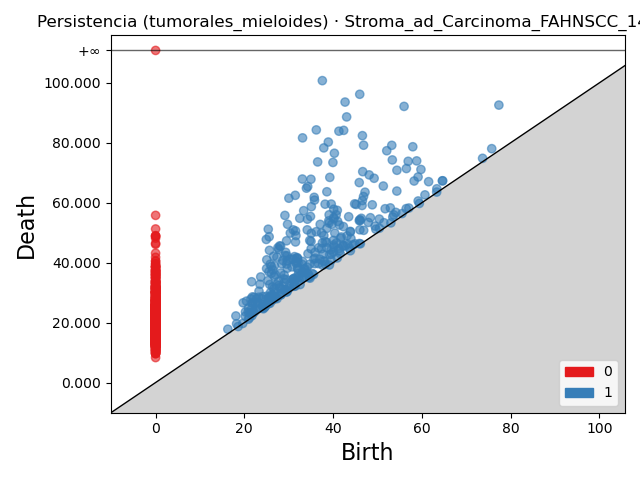 Persistencia (tumorales_mieloides) · Stroma_ad_Carcinoma_FAHNSCC_14
+∞
100.000
80.000
60.000
40.000
20.000
0.000
Death
0
1
0 20 40 60 80 100
Birth